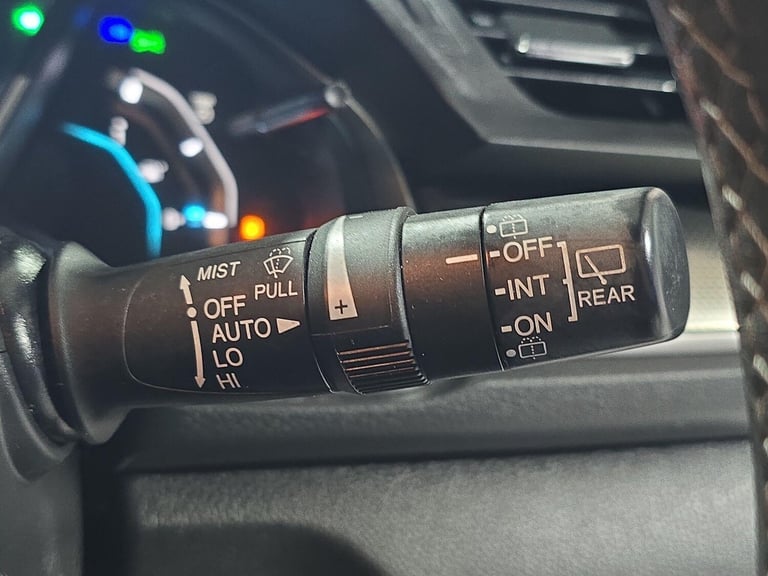 MIST
PULL
OFF
AUTO
LO
HI
+
OFF
INT
ON
REAR